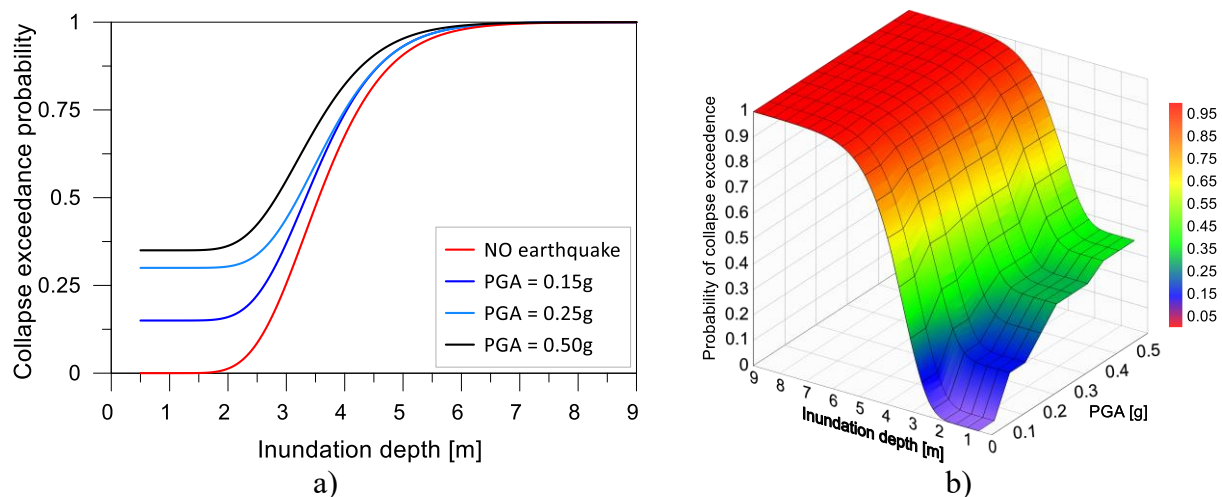 1
0.75
0.5
0.25
0
Collapse exceedance probability
NO earthquake
PGA = 0.15g
PGA = 0.25g
PGA = 0.50g
0 1 2 3 4 5 6 7 8 9
Inundation depth [m]
a)
1
0.9
0.8
0.7
0.6
0.5
0.4
0.3
0.2
0.1
0
Probability of collapse exceedence
9 8 7 6 5 4 3 2 1 0
Inundation depth [m]
0.1 0.2 0.3 0.4 0.5
PGA [g]
0.95
0.85
0.75
0.65
0.55
0.45
0.35
0.25
0.15
0.05
b)